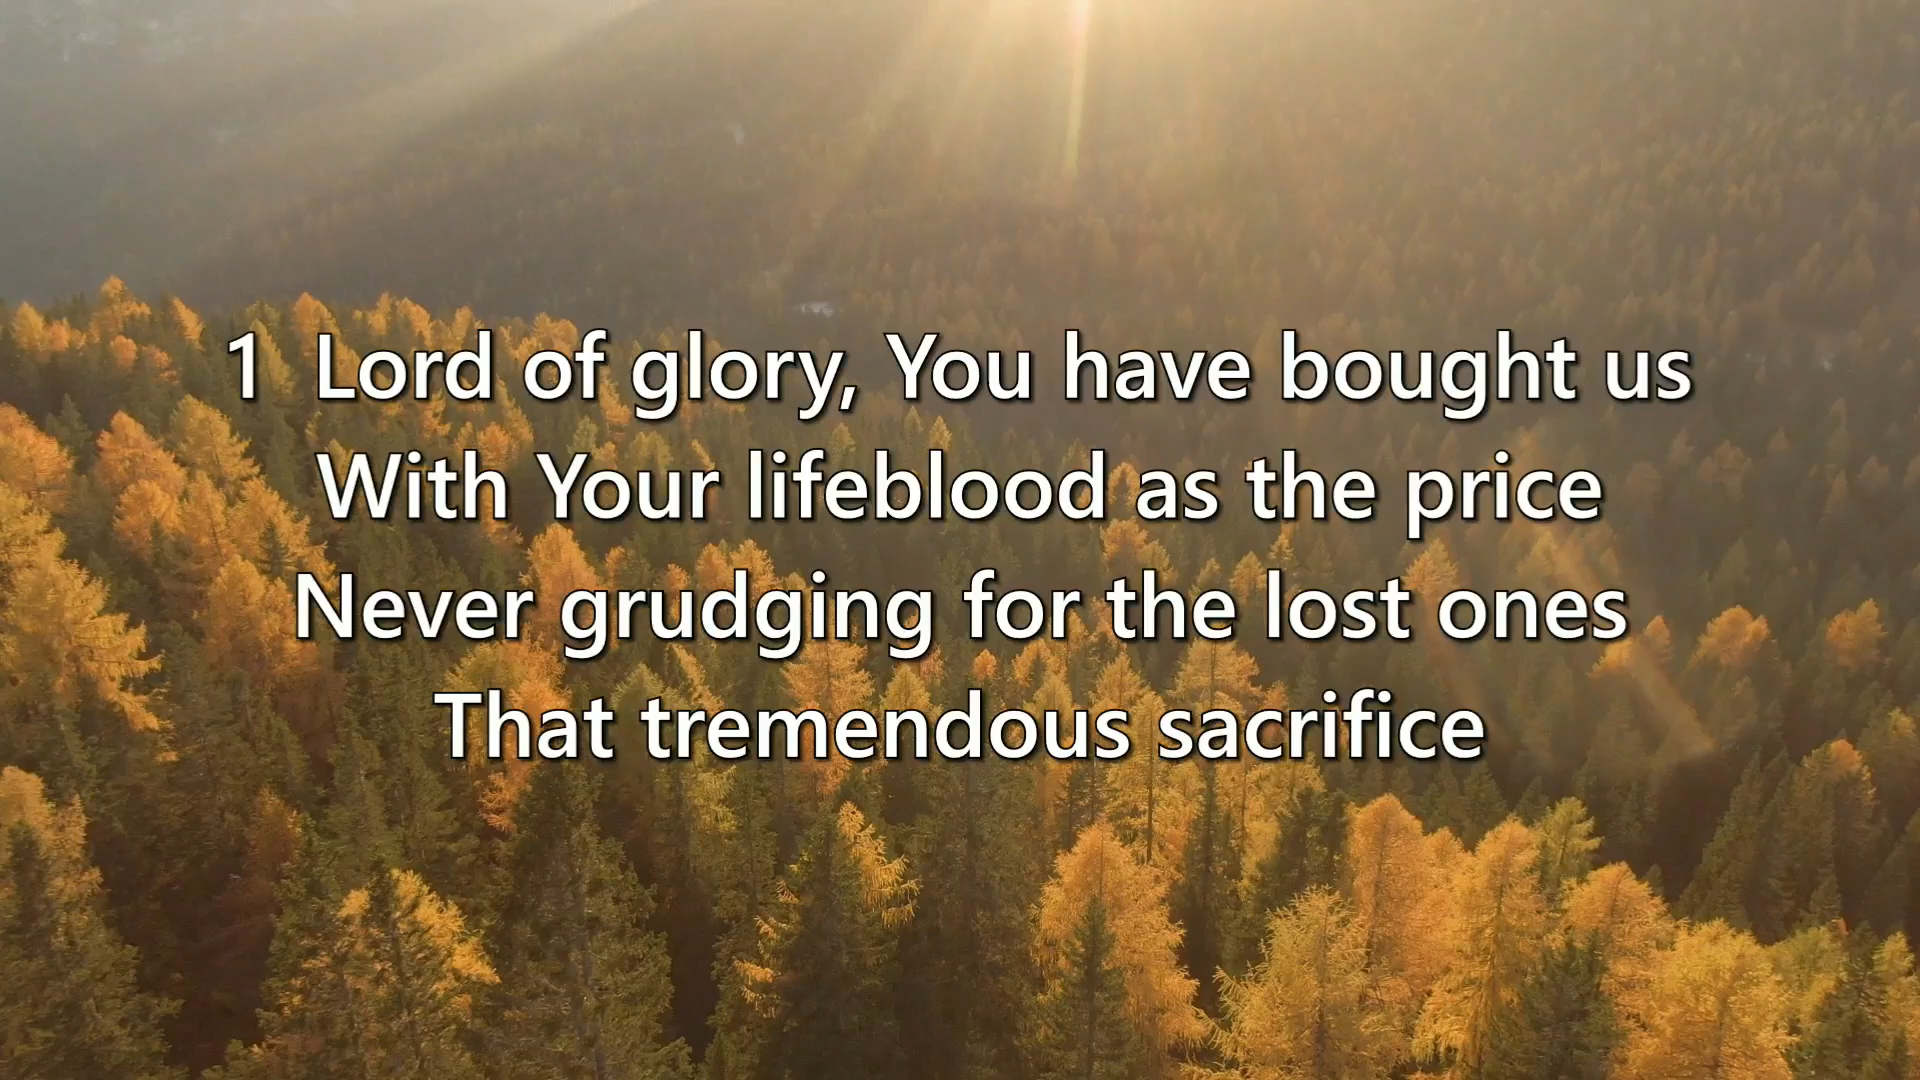 1 Lord of glory, You have bought us
With Your lifeblood as the price
Never grudging for the lost ones
That tremendous sacrifice